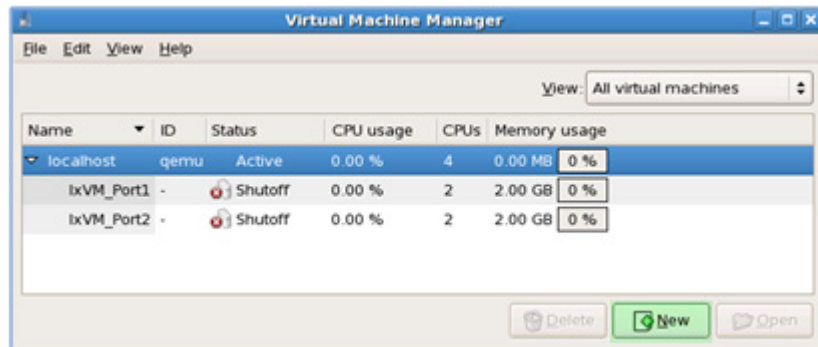 Virtual Machine Manager
File Edit View Help
View: All virtual machines
Name ID Status CPU usage CPUs Memory usage
localhost qemu Active 0.00 % 4 0.00 MB 0 %
IxVM_Port1 - Shutoff 0.00 % 2 2.00 GB 0 %
IxVM_Port2 - Shutoff 0.00 % 2 2.00 GB 0 %
Delete New Open